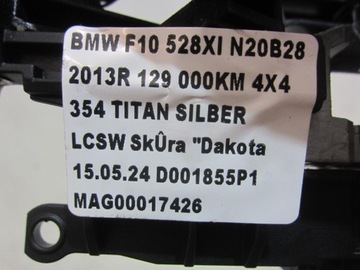 BMW F10 528XI N20B28
2013R 129 000KM 4X4
354 TITAN SILBER
LCSW SkÛra "Dakota
15.05.24 D001855P1
MAG00017426